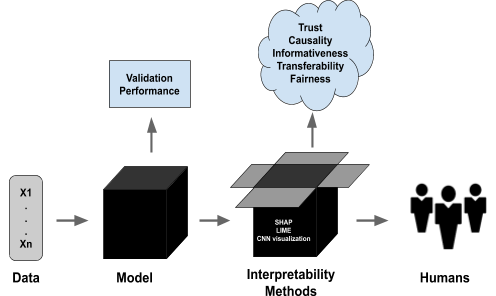 Trust
Causality
Informativeness
Transferability
Fairness
Validation
Performance
X1
.
.
.
Xn
SHAP
LIME
CNN visualization
Data
Model
Interpretability
Methods
Humans